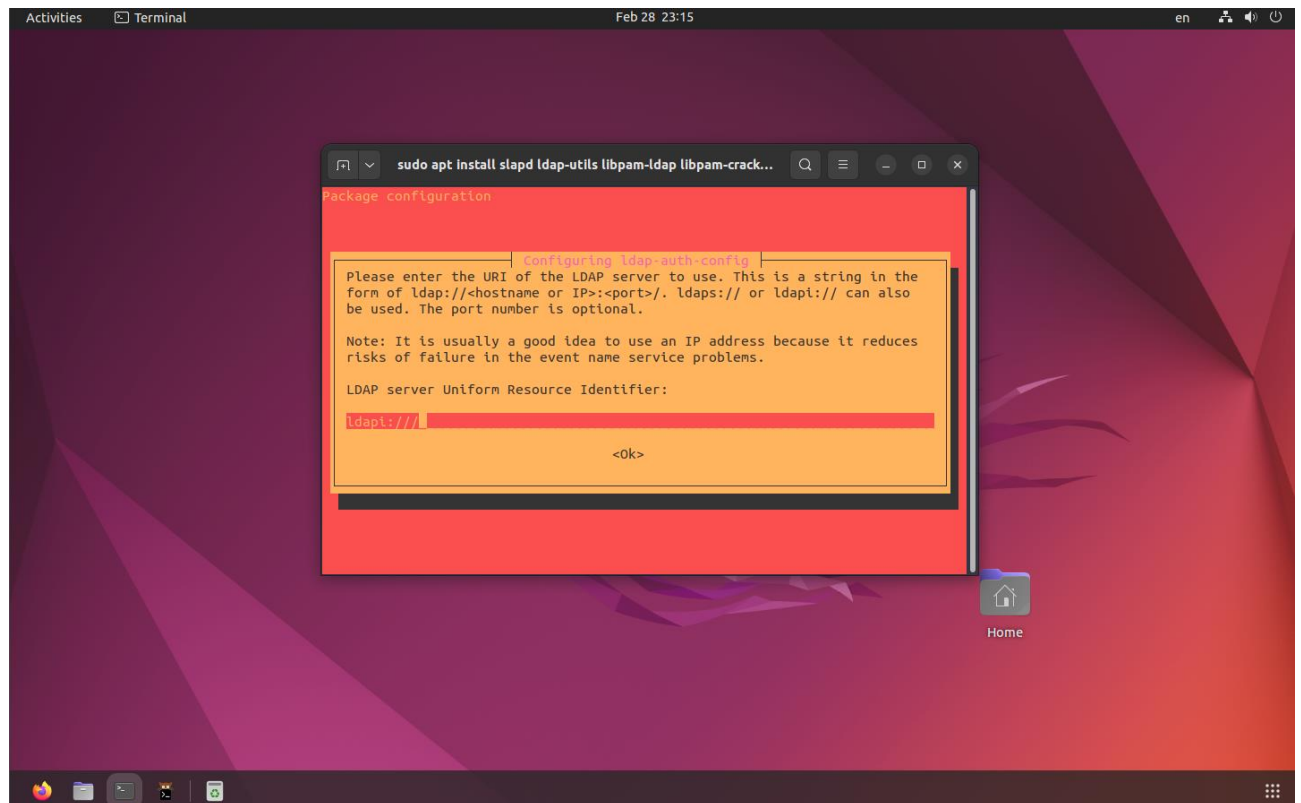 Activities Terminal Feb 28 23:15 en
sudo apt install slapd ldap-utils libpam-ldap libpam-crack...
Package configuration
Configuring ldap-auth-config
Please enter the URI of the LDAP server to use. This is a string in the
form of ldap://<hostname or IP>:<port>/. ldaps:// or ldapi:// can also
be used. The port number is optional.
Note: It is usually a good idea to use an IP address because it reduces
risks of failure in the event name service problems.
LDAP server Uniform Resource Identifier:
ldapi:///
<Ok>
Home